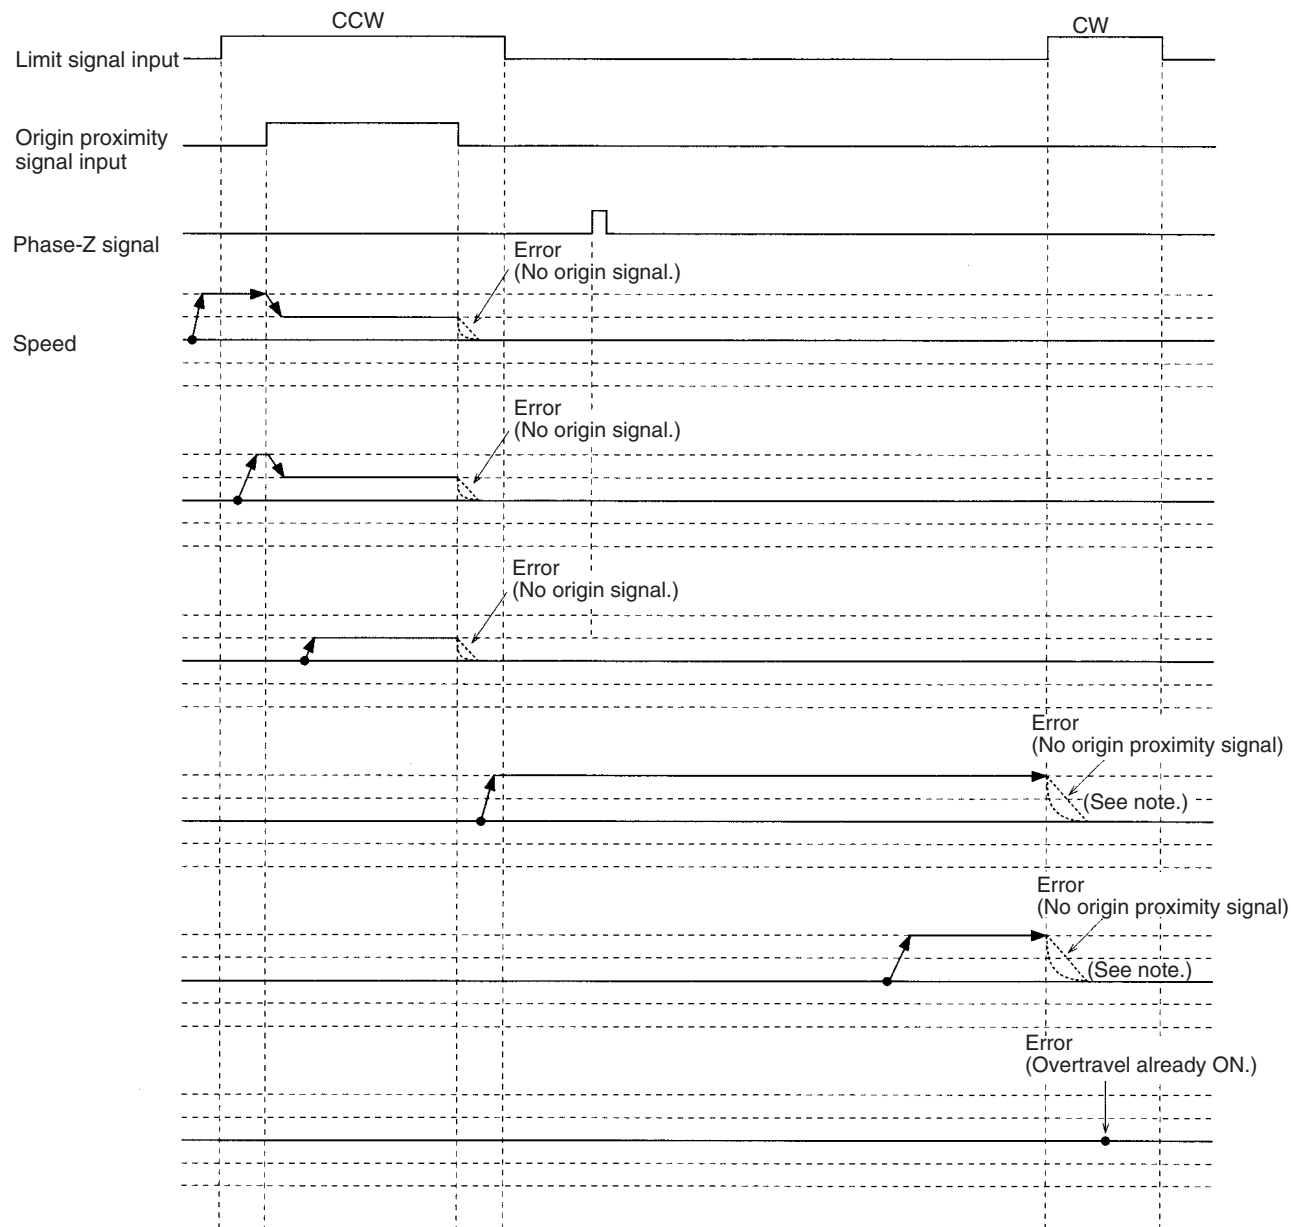 CCW
CW
Limit signal input
Origin proximity
signal input
Phase-Z signal
Error
(No origin signal.)
Speed
Error
(No origin signal.)
Error
(No origin signal.)
Error
(No origin proximity signal)
(See note.)
Error
(No origin proximity signal)
(See note.)
Error
(Overtravel already ON.)